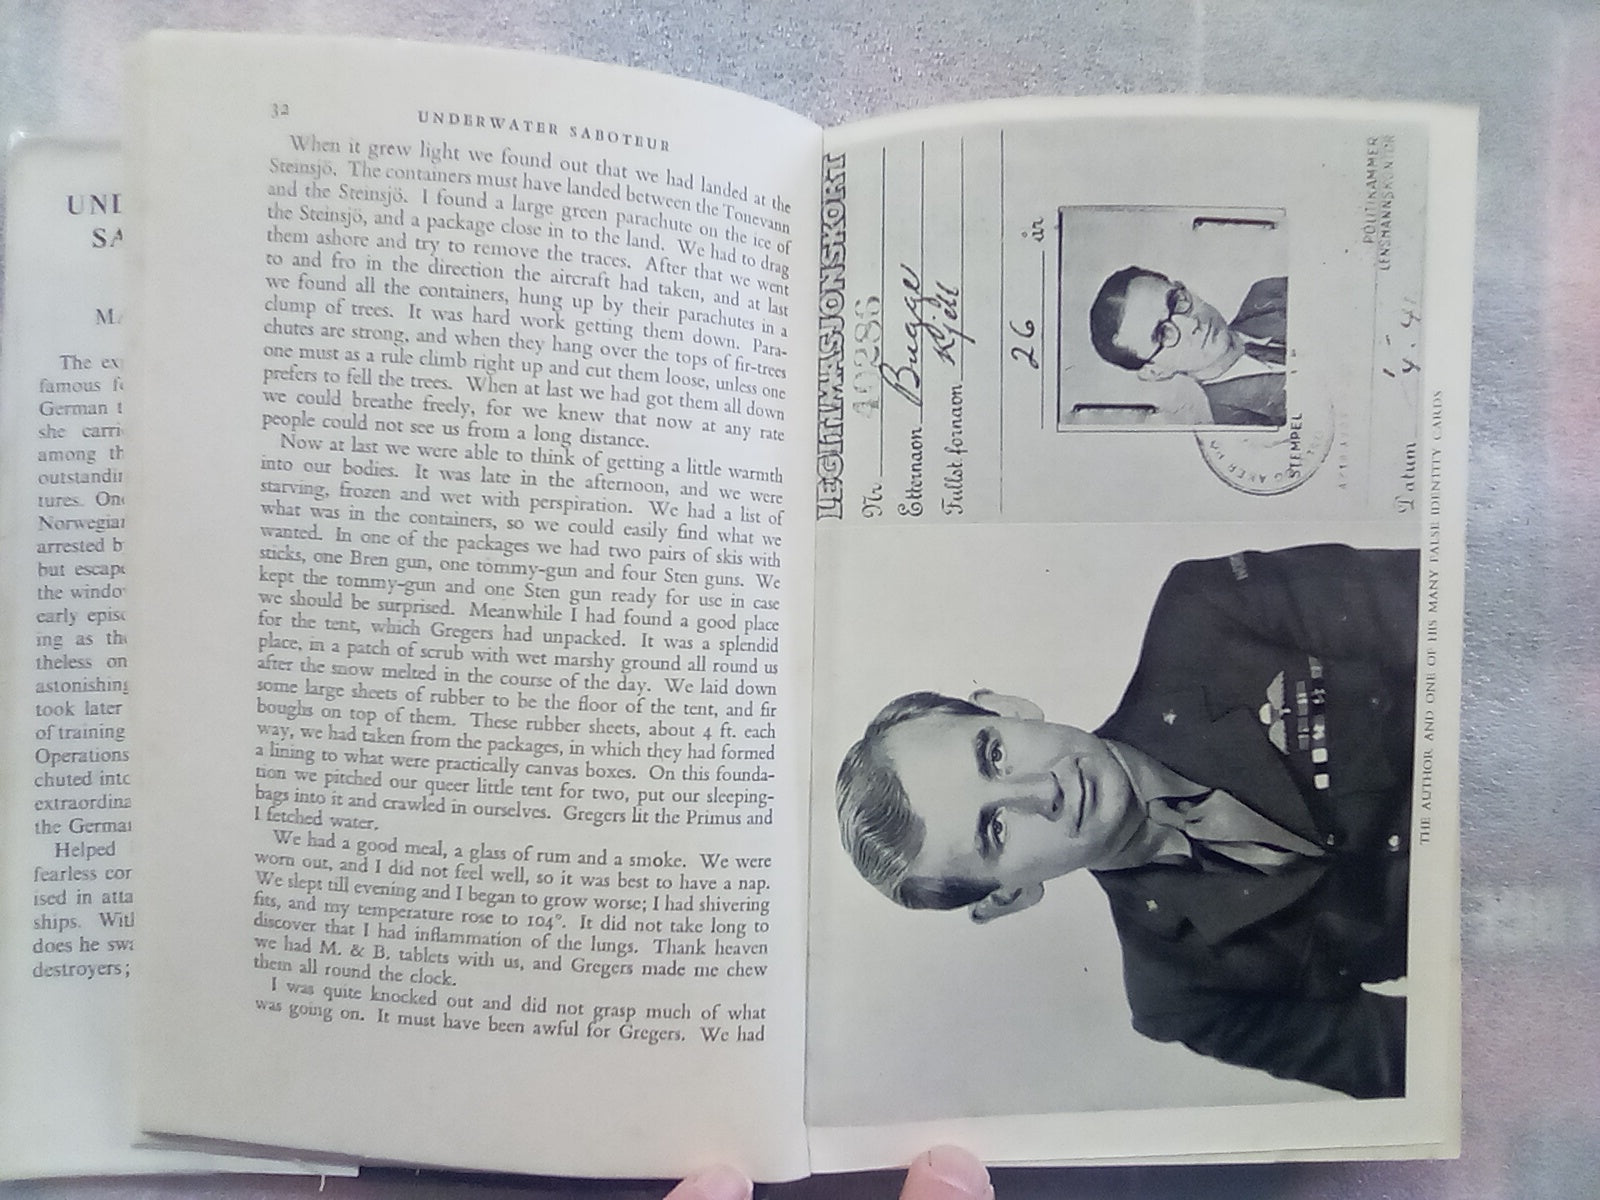 UND
SA
MA
The ex
famous f
German t
she carri
among th
outstandin
tures. One
Norwegian
arrested b
but escape
the windo
early epis
ing as the
theless on
astonishing
took later
of training
Operations
chuted into
extraordina
the German
Helped
fearless con
ised in atta
ships. With
does he swa
destroyers;
32
UNDERWATER SABOTEUR
When it grew light we found out that we had landed at the
Steinsjö. The containers must have landed between the Tonevann
and the Steinsjö. I found a large green parachute on the ice of
the Steinsjö, and a package close in to the land. We had to drag
them ashore and try to remove the traces. After that we went
to and fro in the direction the aircraft had taken, and at last
we found all the containers, hung up by their parachutes in a
clump of trees. It was hard work getting them down. Para-
chutes are strong, and when they hang over the tops of fir-trees
one must as a rule climb right up and cut them loose, unless one
prefers to fell the trees. When at last we had got them all down
we could breathe freely, for we knew that now at any rate
people could not see us from a long distance.
Now at last we were able to think of getting a little warmth
into our bodies. It was late in the afternoon, and we were
starving, frozen and wet with perspiration. We had a list of
what was in the containers, so we could easily find what we
wanted. In one of the packages we had two pairs of skis with
sticks, one Bren gun, one tommy-gun and four Sten guns. We
kept the tommy-gun and one Sten gun ready for use in case
we should be surprised. Meanwhile I had found a good place
for the tent, which Gregers had unpacked. It was a splendid
place, in a patch of scrub with wet marshy ground all round us
after the snow melted in the course of the day. We laid down
some large sheets of rubber to be the floor of the tent, and fir
boughs on top of them. These rubber sheets, about 4 ft. each
way, we had taken from the packages, in which they had formed
a lining to what were practically canvas boxes. On this founda-
tion we pitched our queer little tent for two, put our sleeping-
bags into it and crawled in ourselves. Gregers lit the Primus and
I fetched water.
We had a good meal, a glass of rum and a smoke. We were
worn out, and I did not feel well, so it was best to have a nap.
We slept till evening and I began to grow worse; I had shivering
fits, and my temperature rose to 104°. It did not take long to
discover that I had inflammation of the lungs. Thank heaven
we had M. & B. tablets with us, and Gregers made me chew
them all round the clock.
I was quite knocked out and did not grasp much of what
was going on. It must have been awful for Gregers. We had
LEGITIMASJONSKORT
Nr. 40286
Etternavn Bugge
Fullst. fornavn Kjell
26 år
STEMPEL
POLITIKAMMER
LENSMANNSKONTOR
Datum
THE AUTHOR AND ONE OF HIS MANY FALSE IDENTITY CARDS